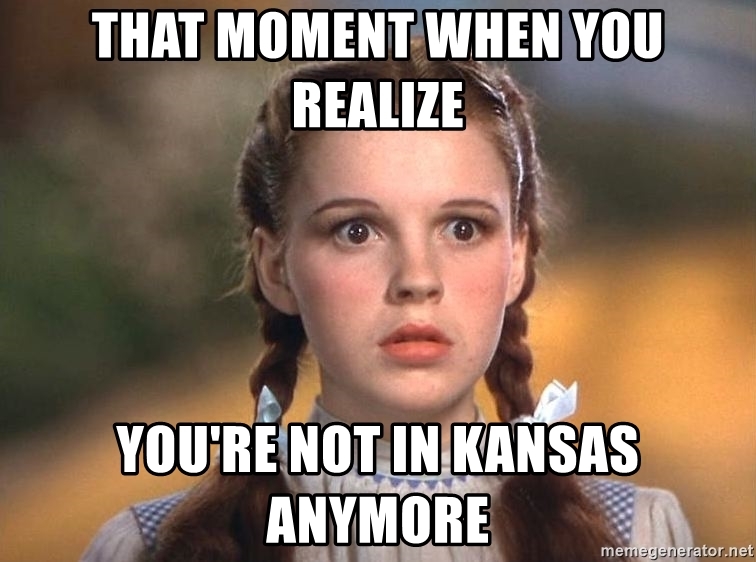 THAT MOMENT WHEN YOU
REALIZE
YOU'RE NOT IN KANSAS
ANYMORE
memegenerator.net